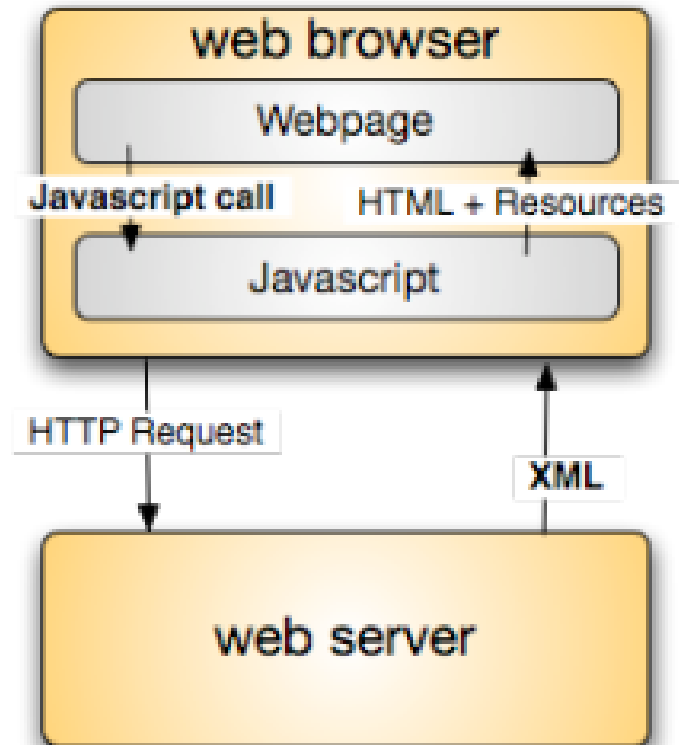 web browser
Webpage
Javascript call
HTML + Resources
Javascript
HTTP Request
XML
web server